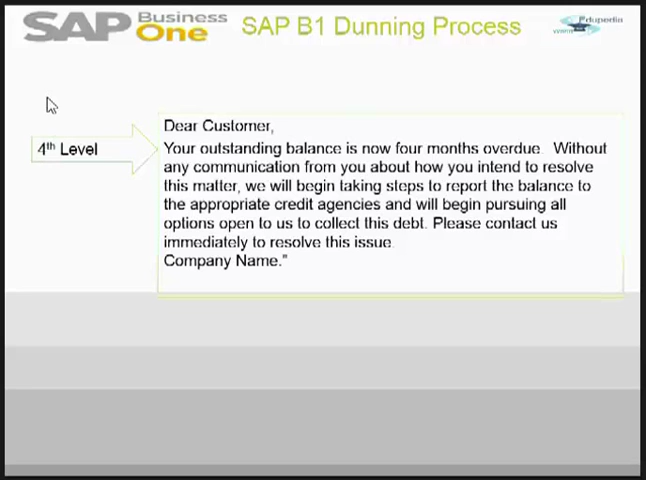 SAP Business One
SAP B1 Dunning Process
Edupedia
4th Level
Dear Customer,
Your outstanding balance is now four months overdue. Without
any communication from you about how you intend to resolve
this matter, we will begin taking steps to report the balance to
the appropriate credit agencies and will begin pursuing all
options open to us to collect this debt. Please contact us
immediately to resolve this issue.
Company Name."